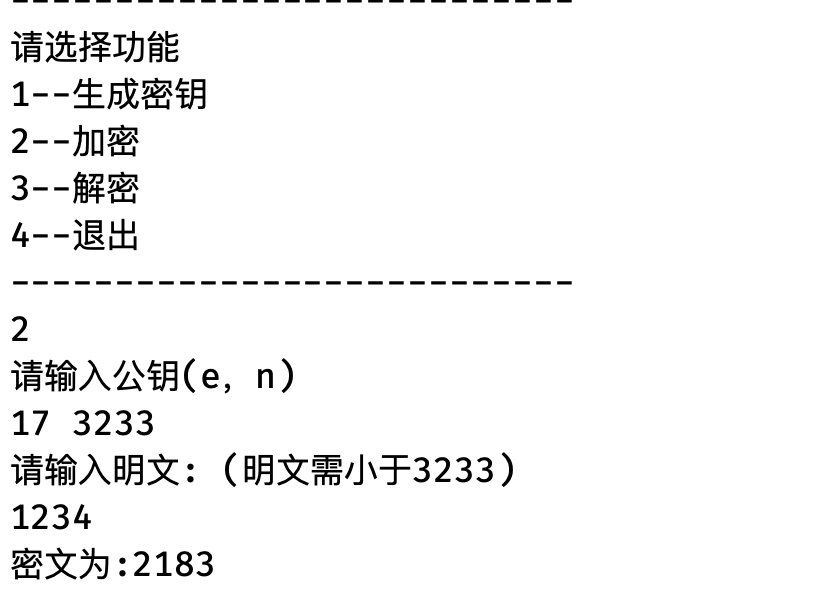 ---------------------------
请选择功能
1--生成密钥
2--加密
3--解密
4--退出
---------------------------
2
请输入公钥(e, n)
17 3233
请输入明文: (明文需小于3233)
1234
密文为:2183